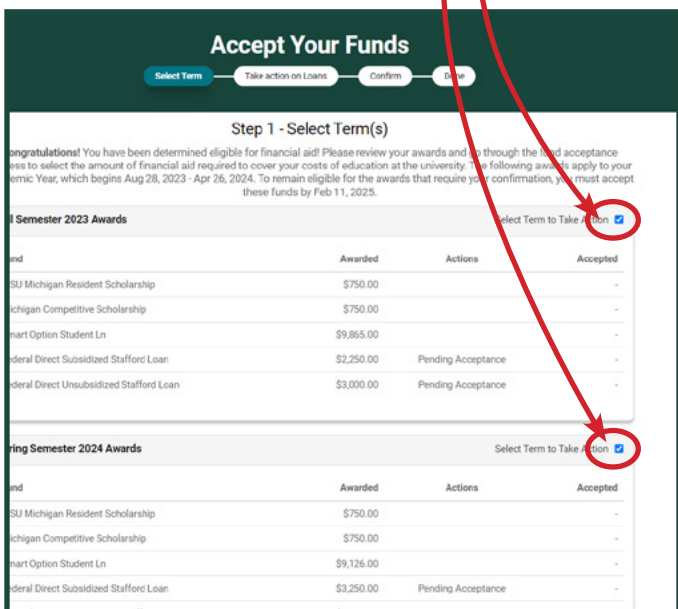 Accept Your Funds
Select Term Take action on Loans Confirm Done
Step 1 - Select Term(s)
ongratulations! You have been determined eligible for financial aid! Please review your awards and go through the fund acceptance
ess to select the amount of financial aid required to cover your costs of education at the university. The following awards apply to your
emic Year, which begins Aug 28, 2023 - Apr 26, 2024. To remain eligible for the awards that require your confirmation, you must accept
these funds by Feb 11, 2025.
l Semester 2023 Awards Select Term to Take Action
und Awarded Actions Accepted
SU Michigan Resident Scholarship $750.00 -
ichigan Competitive Scholarship $750.00 -
mart Option Student Ln $9,865.00 -
ederal Direct Subsidized Stafford Loan $2,250.00 Pending Acceptance -
ederal Direct Unsubsidized Stafford Loan $3,000.00 Pending Acceptance -
ring Semester 2024 Awards Select Term to Take Action
und Awarded Actions Accepted
SU Michigan Resident Scholarship $750.00 -
ichigan Competitive Scholarship $750.00 -
mart Option Student Ln $9,126.00 -
ederal Direct Subsidized Stafford Loan $3,250.00 Pending Acceptance -